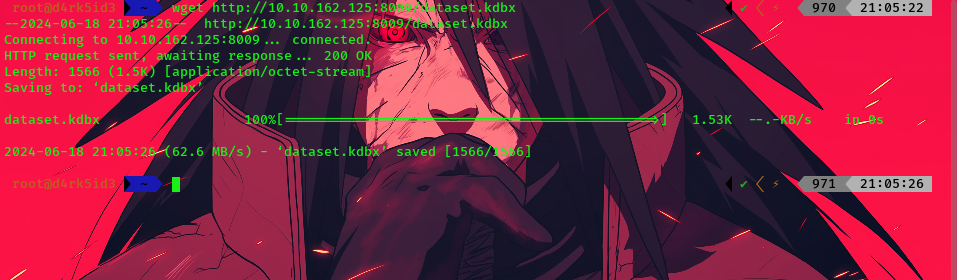 root@d4rk5id3 ~ wget http://10.10.162.125:8009/dataset.kdbx ✔ ⚡ 970 21:05:22
--2024-06-18 21:05:26-- http://10.10.162.125:8009/dataset.kdbx
Connecting to 10.10.162.125:8009... connected.
HTTP request sent, awaiting response... 200 OK
Length: 1566 (1.5K) [application/octet-stream]
Saving to: ‘dataset.kdbx’
dataset.kdbx 100%[===================>] 1.53K --.-KB/s in 0s
2024-06-18 21:05:26 (62.6 MB/s) - ‘dataset.kdbx’ saved [1566/1566]
root@d4rk5id3 ~ ✔ ⚡ 971 21:05:26